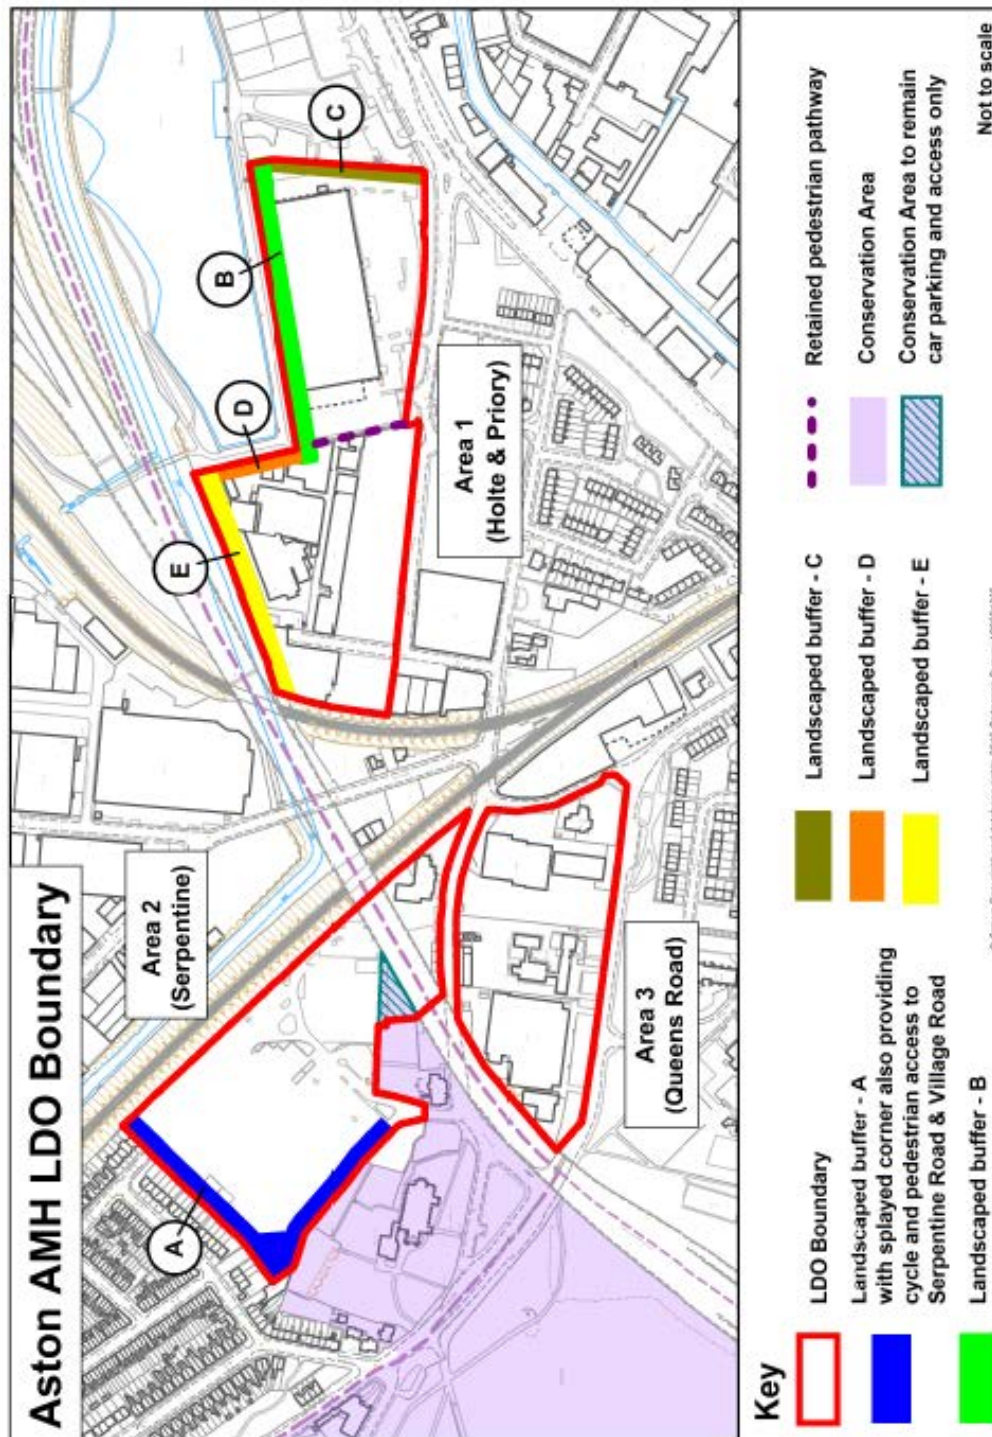 Aston AMH LDO Boundary
Area 2
(Serpentine)
A
E
D
B
C
Area 1
(Holte & Priory)
Area 3
(Queens Road)
Key
LDO Boundary
Landscaped buffer - A
with splayed corner also providing
cycle and pedestrian access to
Serpentine Road & Village Road
Landscaped buffer - B
Landscaped buffer - C
Landscaped buffer - D
Landscaped buffer - E
Retained pedestrian pathway
Conservation Area
Conservation Area to remain
car parking and access only
Not to scale